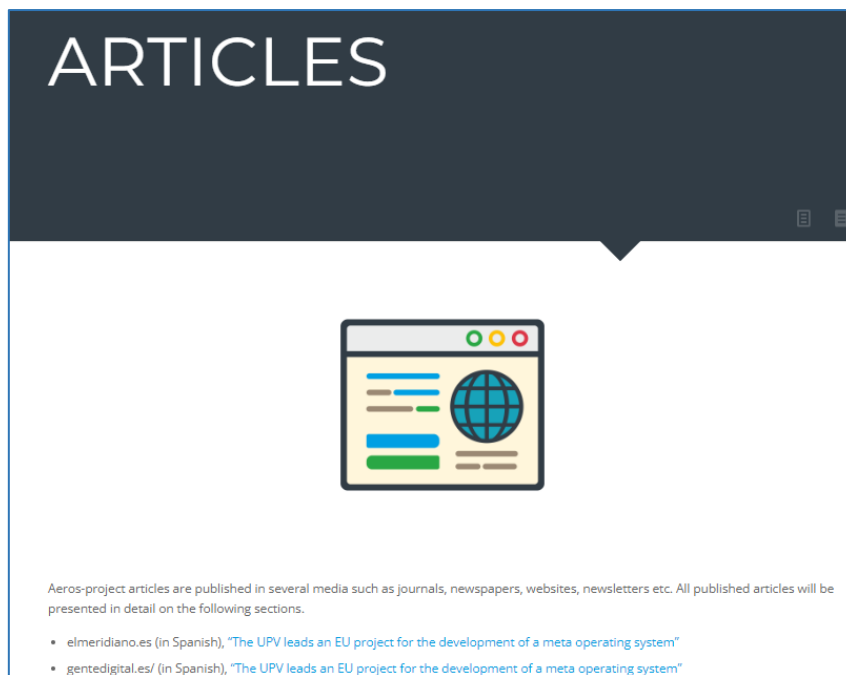 ARTICLES
Aeros-project articles are published in several media such as journals, newspapers, websites, newsletters etc. All published articles will be
presented in detail on the following sections.
• elmeridiano.es (in Spanish), “The UPV leads an EU project for the development of a meta operating system”
• gentedigital.es/ (in Spanish), “The UPV leads an EU project for the development of a meta operating system”